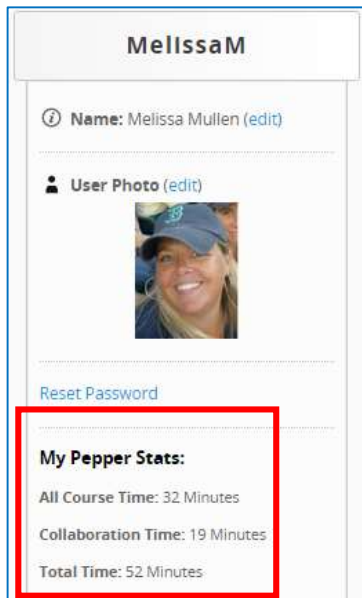 MelIssaM
Name: Melissa Mullen (edit)
User Photo (edit)
B
Reset Password
My Pepper Stats:
All Course Time: 32 Minutes
Collaboration Time: 19 Minutes
Total Time: 52 Minutes